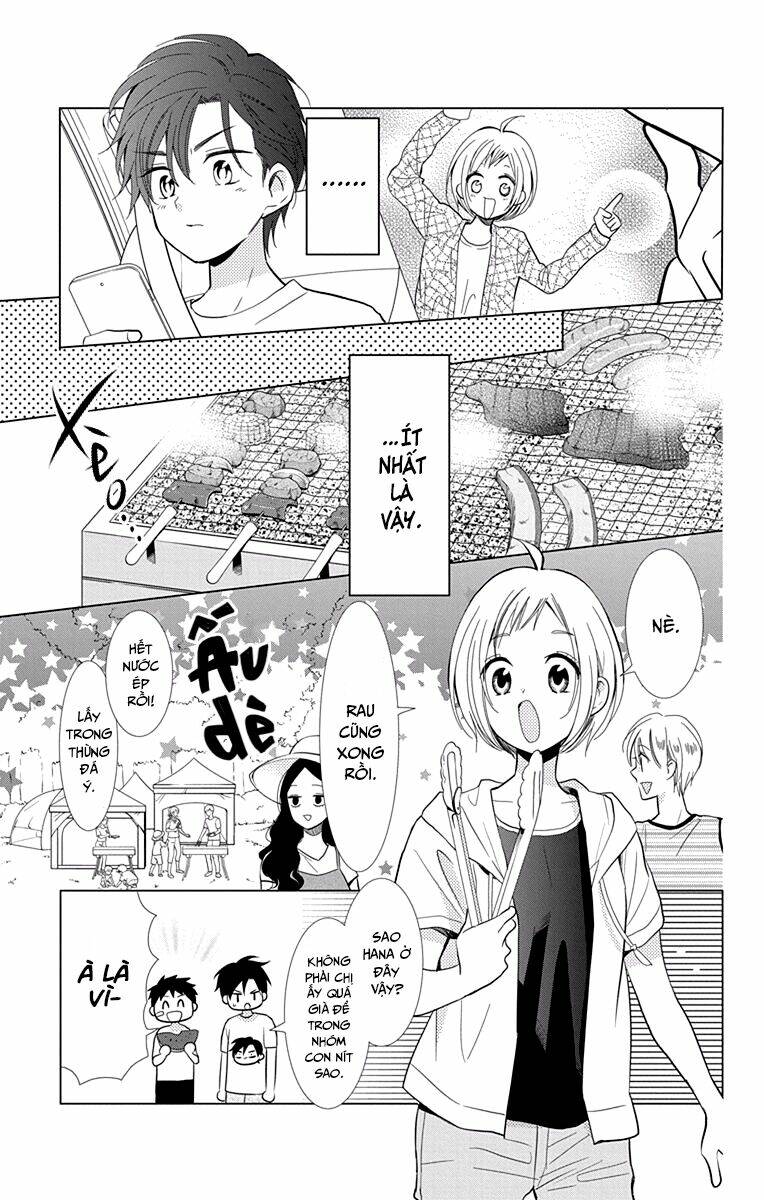 ......
...ÍT
NHẤT
LÀ
VẬY.
XÈO
NÈ.
RAU
CŨNG
XONG
RỒI.
ẤU
DÈ
HẾT
NƯỚC
ÉP
RỒI!
LẤY
TRONG
THÙNG
ĐÁ
Ý.
SAO
HANA Ở
ĐÂY
VẬY?
KHÔNG
PHẢI CHỊ
ẤY QUÁ
GIÀ ĐỂ
TRONG
NHÓM
CON NÍT
SAO.
À LÀ
VÌ-